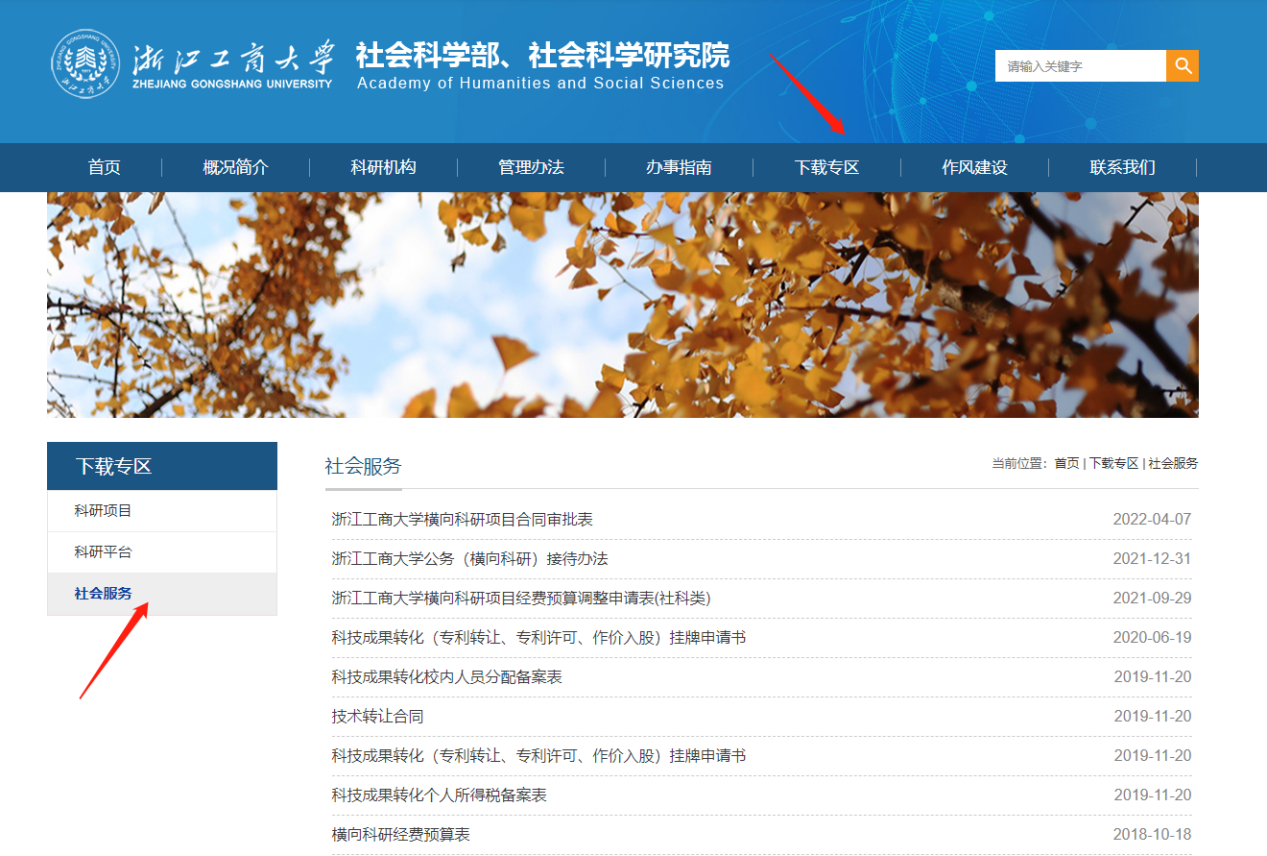 浙江工商大学
ZHEJIANG GONGSHANG UNIVERSITY
社会科学部、社会科学研究院
Academy of Humanities and Social Sciences
请输入关键字
首页 概况简介 科研机构 管理办法 办事指南 下载专区 作风建设 联系我们
下载专区
科研项目
科研平台
社会服务
社会服务
当前位置：首页 | 下载专区 | 社会服务
浙江工商大学横向科研项目合同审批表 2022-04-07
浙江工商大学公务（横向科研）接待办法 2021-12-31
浙江工商大学横向科研项目经费预算调整申请表(社科类) 2021-09-29
科技成果转化（专利转让、专利许可、作价入股）挂牌申请书 2020-06-19
科技成果转化校内人员分配备案表 2019-11-20
技术转让合同 2019-11-20
科技成果转化（专利转让、专利许可、作价入股）挂牌申请书 2019-11-20
科技成果转化个人所得税备案表 2019-11-20
横向科研经费预算表 2018-10-18